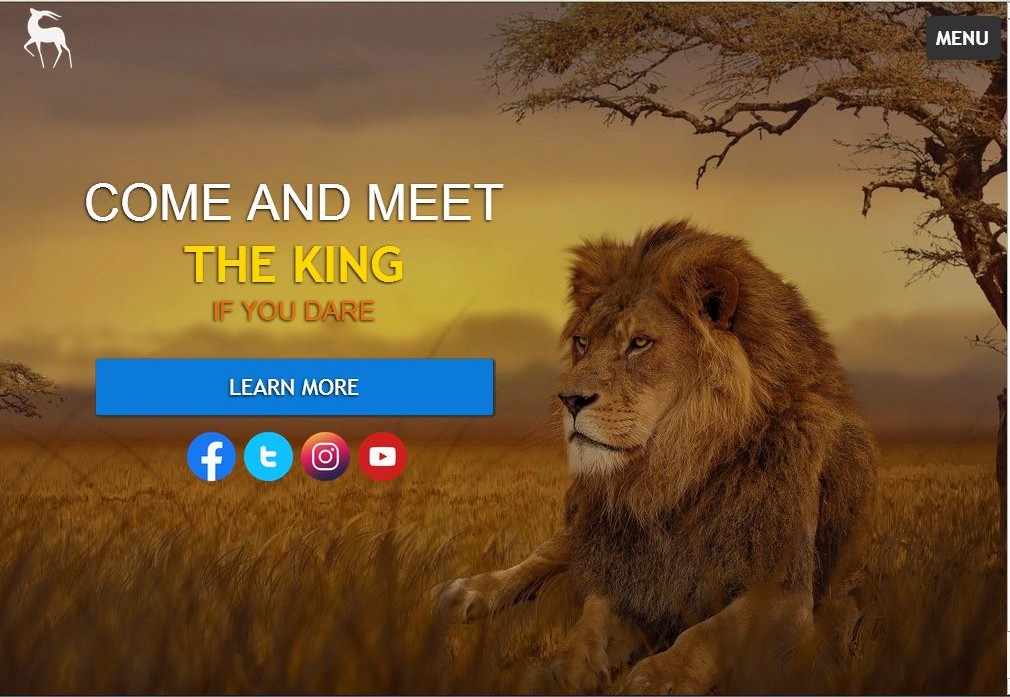 MENU
COME AND MEET
THE KING
IF YOU DARE
LEARN MORE